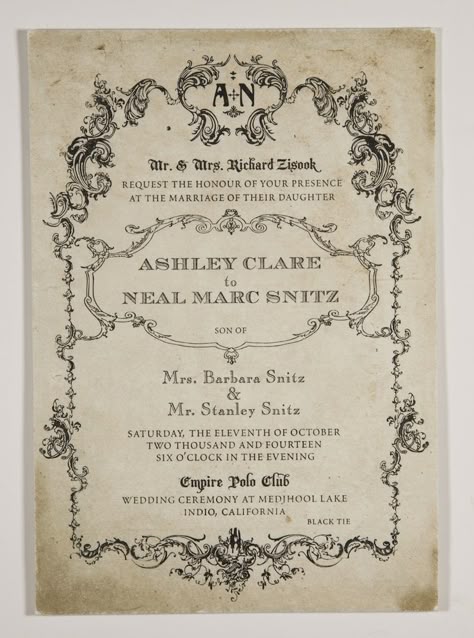 A+N
Mr. & Mrs. Richard Zisook
REQUEST THE HONOUR OF YOUR PRESENCE
AT THE MARRIAGE OF THEIR DAUGHTER
ASHLEY CLARE
to
NEAL MARC SNITZ
SON OF
Mrs. Barbara Snitz
&
Mr. Stanley Snitz
SATURDAY, THE ELEVENTH OF OCTOBER
TWO THOUSAND AND FOURTEEN
SIX O'CLOCK IN THE EVENING
Empire Polo Club
WEDDING CEREMONY AT MEDJHOOL LAKE
INDIO, CALIFORNIA
BLACK TIE